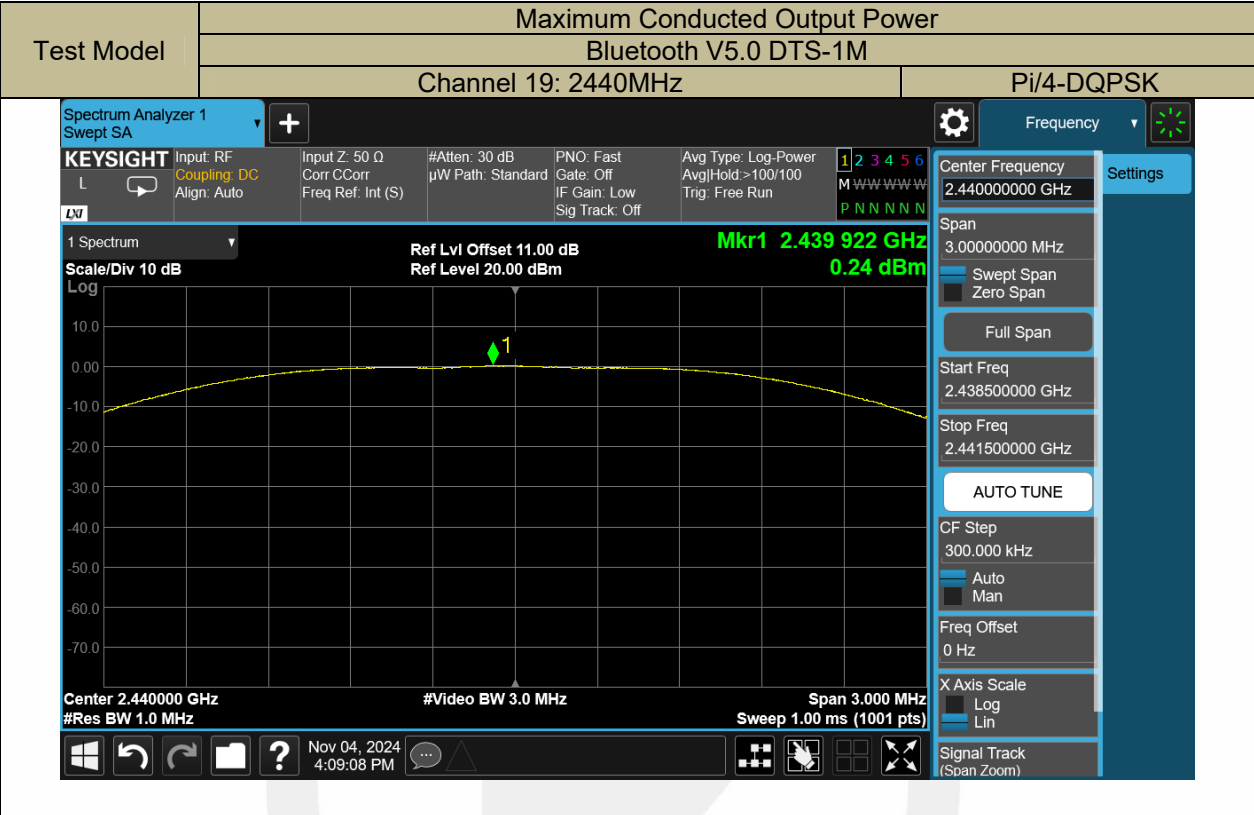 Maximum Conducted Output Power
Test Model
Bluetooth V5.0 DTS-1M
Channel 19: 2440MHz
Pi/4-DQPSK
Spectrum Analyzer 1
Swept SA
+
Frequency
KEYSIGHT
L
LXI
Input: RF
Coupling: DC
Align: Auto
Input Z: 50 Ω
Corr CCorr
Freq Ref: Int (S)
#Atten: 30 dB
µW Path: Standard
PNO: Fast
Gate: Off
IF Gain: Low
Sig Track: Off
Avg Type: Log-Power
Avg|Hold:>100/100
Trig: Free Run
1 2 3 4 5 6
M W W W W W
P N N N N N
1 Spectrum
Scale/Div 10 dB
Ref Lvl Offset 11.00 dB
Ref Level 20.00 dBm
Mkr1 2.439 922 GHz
0.24 dBm
Log
10.0
1
0.00
-10.0
-20.0
-30.0
-40.0
-50.0
-60.0
-70.0
Center 2.440000 GHz
#Video BW 3.0 MHz
Span 3.000 MHz
#Res BW 1.0 MHz
Sweep 1.00 ms (1001 pts)
?
Nov 04, 2024
4:09:08 PM
Center Frequency
2.440000000 GHz
Settings
Span
3.00000000 MHz
Swept Span
Zero Span
Full Span
Start Freq
2.438500000 GHz
Stop Freq
2.441500000 GHz
AUTO TUNE
CF Step
300.000 kHz
Auto
Man
Freq Offset
0 Hz
X Axis Scale
Log
Lin
Signal Track
(Span Zoom)